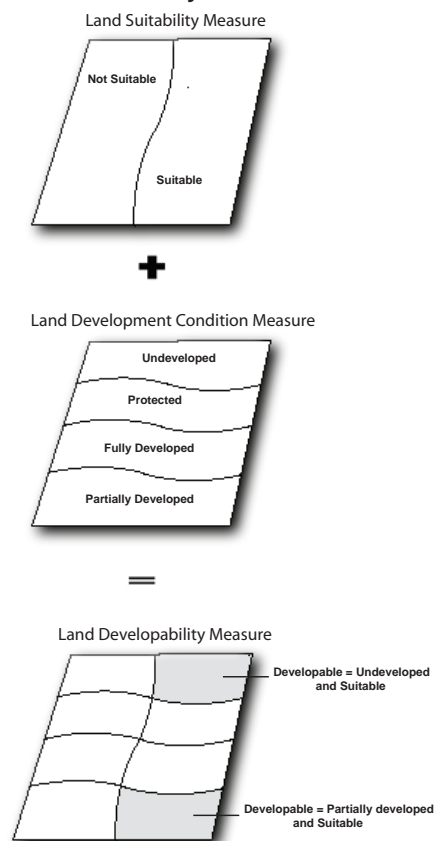 Land Suitability Measure
Not Suitable
Suitable
+
Land Development Condition Measure
Undeveloped
Protected
Fully Developed
Partially Developed
=
Land Developability Measure
Developable = Undeveloped
and Suitable
Developable = Partially developed
and Suitable